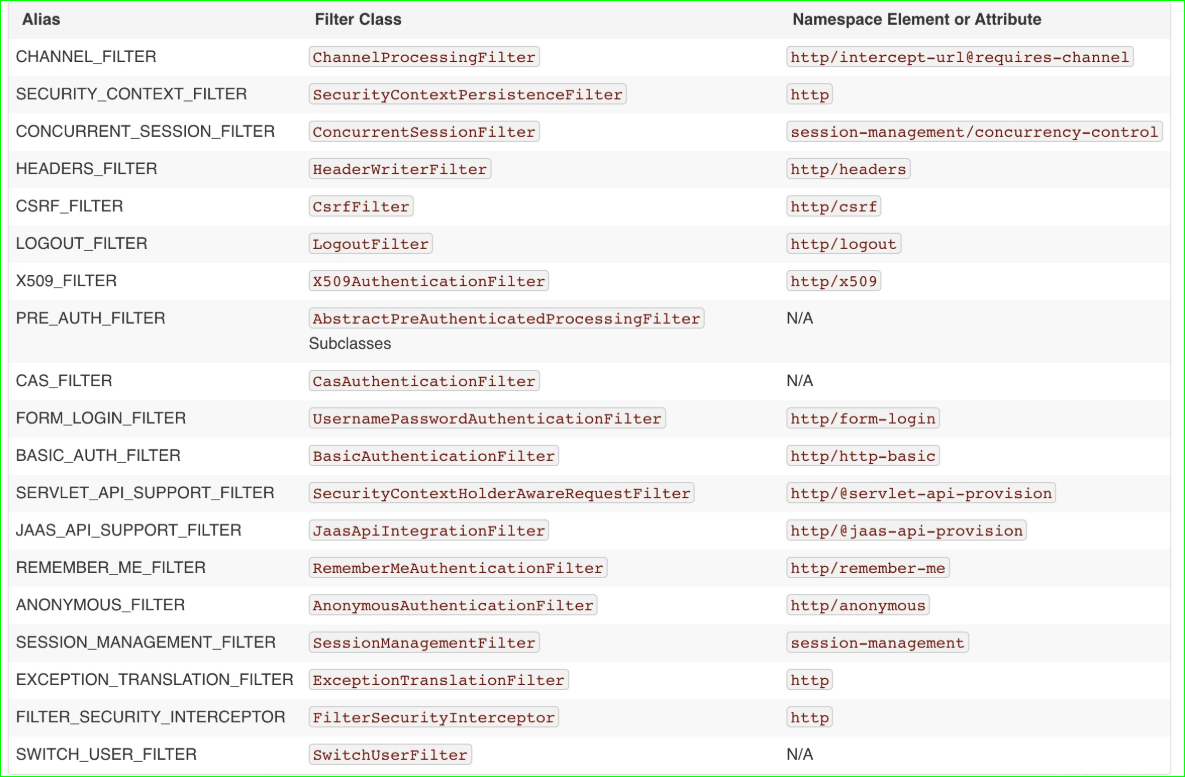 Alias Filter Class Namespace Element or Attribute
CHANNEL_FILTER ChannelProcessingFilter http/intercept-url@requires-channel
SECURITY_CONTEXT_FILTER SecurityContextPersistenceFilter http
CONCURRENT_SESSION_FILTER ConcurrentSessionFilter session-management/concurrency-control
HEADERS_FILTER HeaderWriterFilter http/headers
CSRF_FILTER CsrfFilter http/csrf
LOGOUT_FILTER LogoutFilter http/logout
X509_FILTER X509AuthenticationFilter http/x509
PRE_AUTH_FILTER AbstractPreAuthenticatedProcessingFilter N/A
Subclasses
CAS_FILTER CasAuthenticationFilter N/A
FORM_LOGIN_FILTER UsernamePasswordAuthenticationFilter http/form-login
BASIC_AUTH_FILTER BasicAuthenticationFilter http/http-basic
SERVLET_API_SUPPORT_FILTER SecurityContextHolderAwareRequestFilter http/@servlet-api-provision
JAAS_API_SUPPORT_FILTER JaasApiIntegrationFilter http/@jaas-api-provision
REMEMBER_ME_FILTER RememberMeAuthenticationFilter http/remember-me
ANONYMOUS_FILTER AnonymousAuthenticationFilter http/anonymous
SESSION_MANAGEMENT_FILTER SessionManagementFilter session-management
EXCEPTION_TRANSLATION_FILTER ExceptionTranslationFilter http
FILTER_SECURITY_INTERCEPTOR FilterSecurityInterceptor http
SWITCH_USER_FILTER SwitchUserFilter N/A